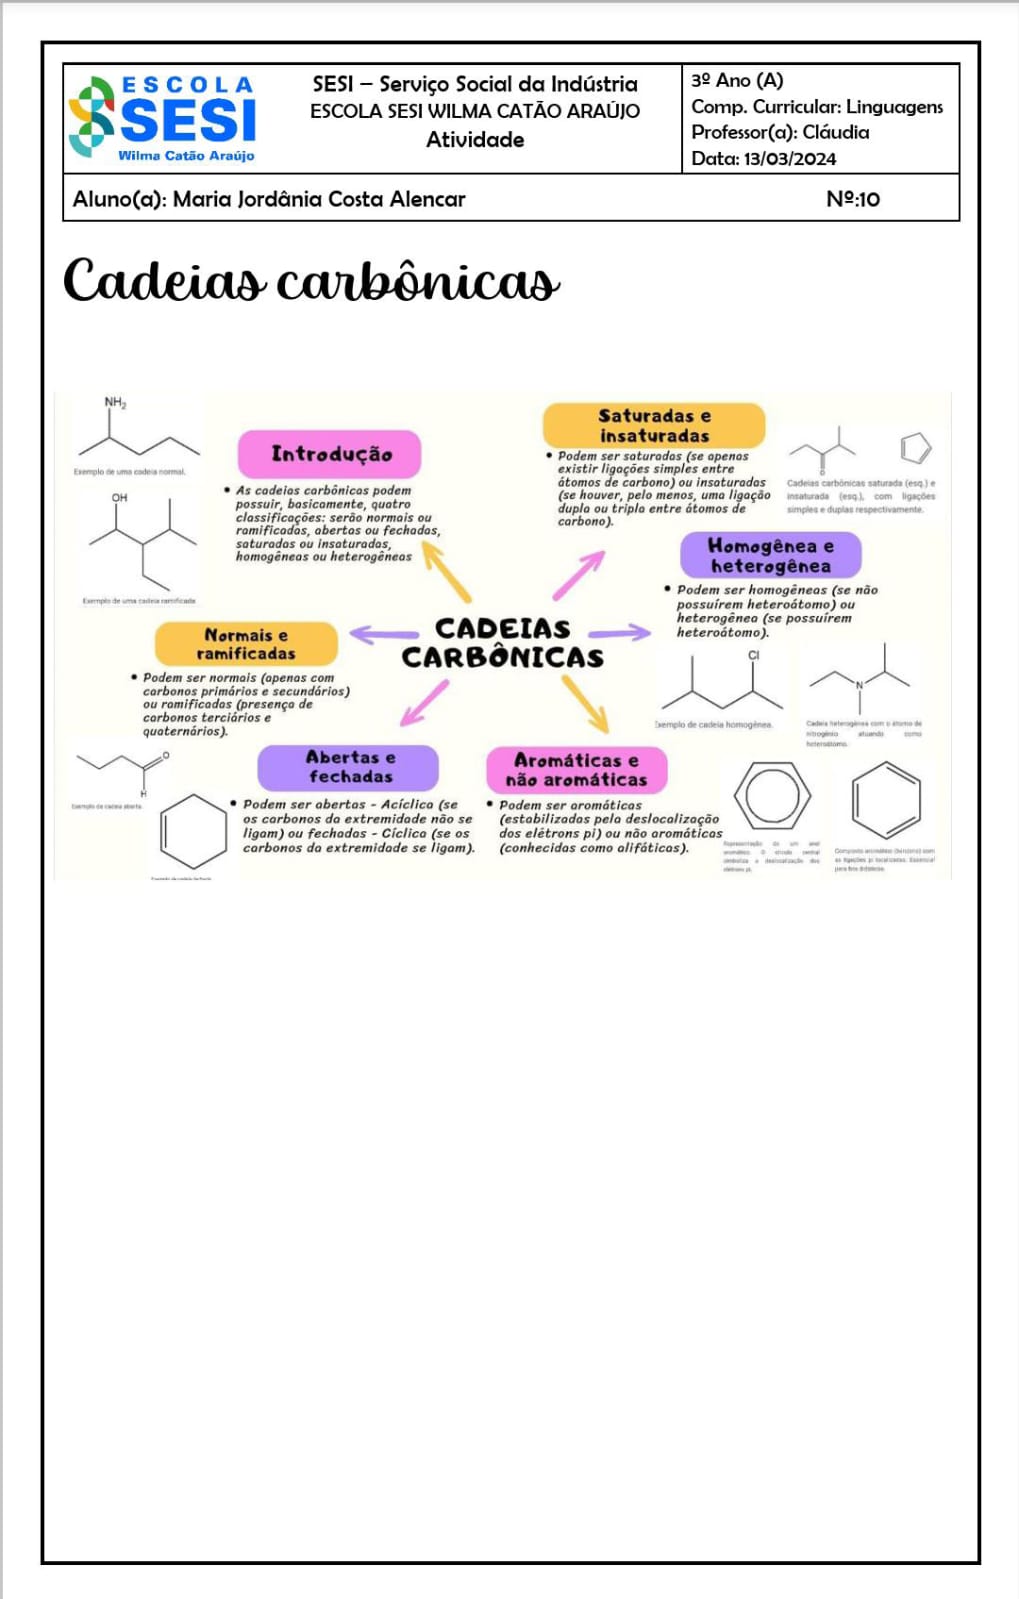 ESCOLA
SESI
Wilma Catão Araújo
SESI – Serviço Social da Indústria
ESCOLA SESI WILMA CATÃO ARAÚJO
Atividade
3º Ano (A)
Comp. Curricular: Linguagens
Professor(a): Cláudia
Data: 13/03/2024
Aluno(a): Maria Jordânia Costa Alencar
Nº:10
Cadeias carbônicas
NH2
Exemplo de uma cadeia normal.
OH
Exemplo de uma cadeia ramificada
Introdução
• As cadeias carbônicas podem
possuir, basicamente, quatro
classificações: serão normais ou
ramificadas, abertas ou fechadas,
saturadas ou insaturadas,
homogêneas ou heterogêneas
Saturadas e
insaturadas
• Podem ser saturadas (se apenas
existir ligações simples entre
átomos de carbono) ou insaturadas
(se houver, pelo menos, uma ligação
dupla ou tripla entre átomos de
carbono).
O
Cadeias carbônicas saturada (esq.) e
insaturada (esq.), com ligações
simples e duplas respectivamente.
Homogênea e
heterogênea
• Podem ser homogêneas (se não
possuírem heteroátomo) ou
heterogênea (se possuírem
heteroátomo).
CADEIAS
CARBÔNICAS
Normais e
ramificadas
• Podem ser normais (apenas com
carbonos primários e secundários)
ou ramificadas (presença de
carbonos terciários e
quaternários).
Cl
Exemplo de cadeia homogênea.
N
Cadeia heterogênea com o átomo de
nitrogênio atuando como
heteroátomo.
O
H
Exemplo de cadeia aberta.
Abertas e
fechadas
• Podem ser abertas - Acíclica (se
os carbonos da extremidade não se
ligam) ou fechadas - Cíclica (se os
carbonos da extremidade se ligam).
Aromáticas e
não aromáticas
• Podem ser aromáticas
(estabilizadas pela deslocalização
dos elétrons pi) ou não aromáticas
(conhecidas como alifáticas).
Representação de um anel
aromático. O círculo central
simboliza a deslocalização dos
elétrons pi.
Composto aromático (benzeno) com
as ligações pi localizadas. Essencial
para fins didáticos.